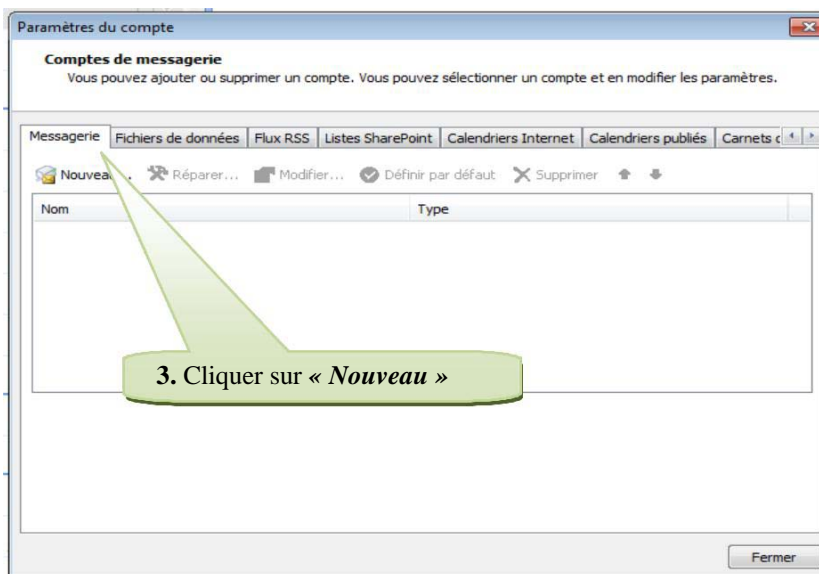 Paramètres du compte
Comptes de messagerie
Vous pouvez ajouter ou supprimer un compte. Vous pouvez sélectionner un compte et en modifier les paramètres.
Messagerie Fichiers de données Flux RSS Listes SharePoint Calendriers Internet Calendriers publiés Carnets
Réparer... Modifier... Définir par défaut Supprimer
Nom Type
3. Cliquer sur « Nouveau »
Fermer